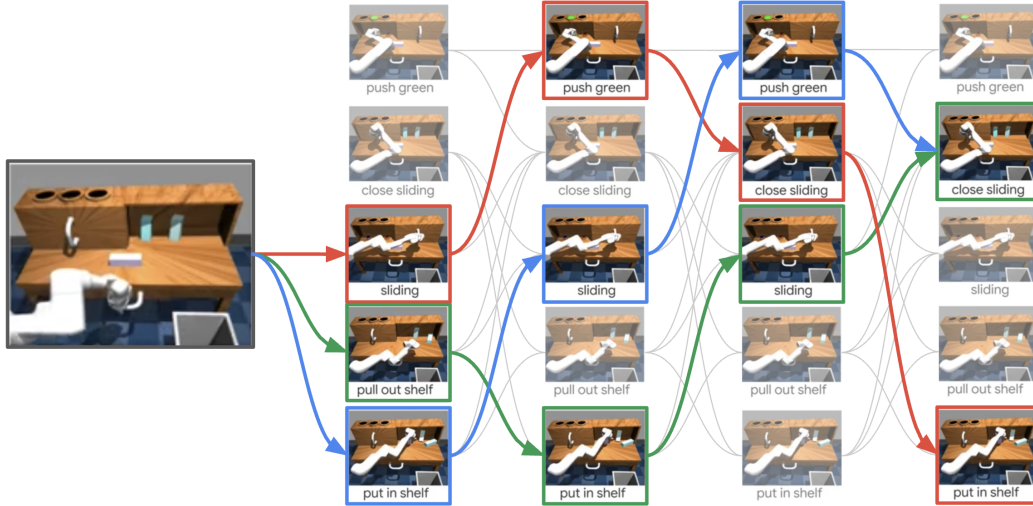 push green
push green
push green
push green
close sliding
close sliding
close sliding
close sliding
sliding
sliding
sliding
sliding
pull out shelf
pull out shelf
pull out shelf
pull out shelf
put in shelf
put in shelf
put in shelf
put in shelf